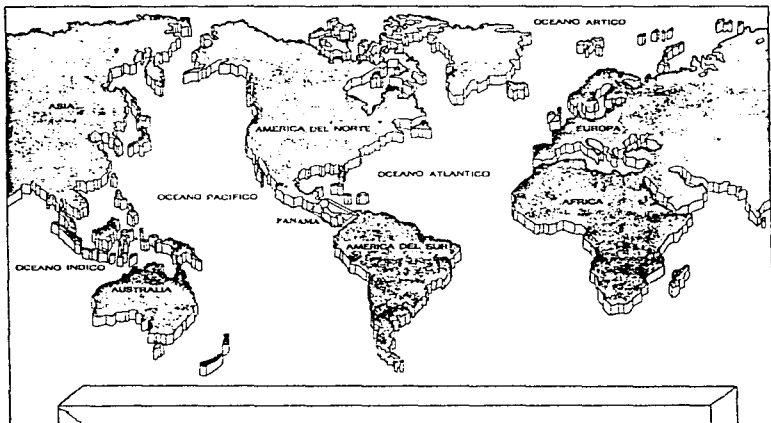 OCEANO ARTICO
ASIA
AMERICA DEL NORTE
EUROPA
OCEANO ATLANTICO
OCEANO PACIFICO
AFRICA
PANAMA
AMERICA DEL SUR
OCEANO INDICO
AUSTRALIA